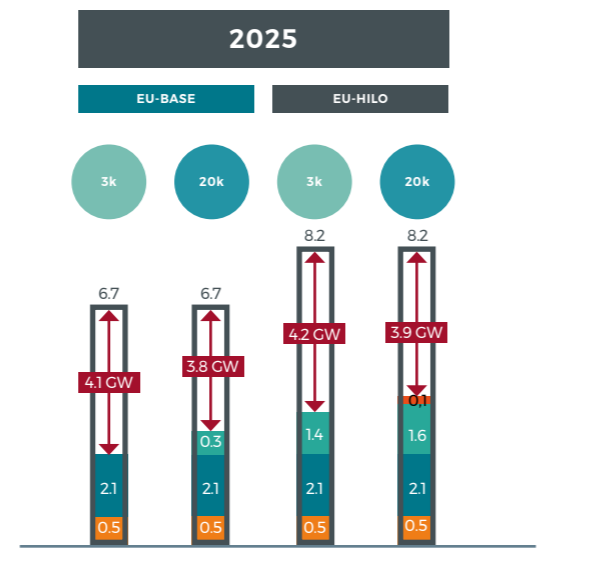 2025
EU-BASE EU-HILO
3k 20k 3k 20k
8.2 8.2
6.7 6.7
4.2 GW 3.9 GW
3.8 GW
4.1 GW
0,1
0.3 1.4 1.6
2.1 2.1 2.1 2.1
0.5 0.5 0.5 0.5